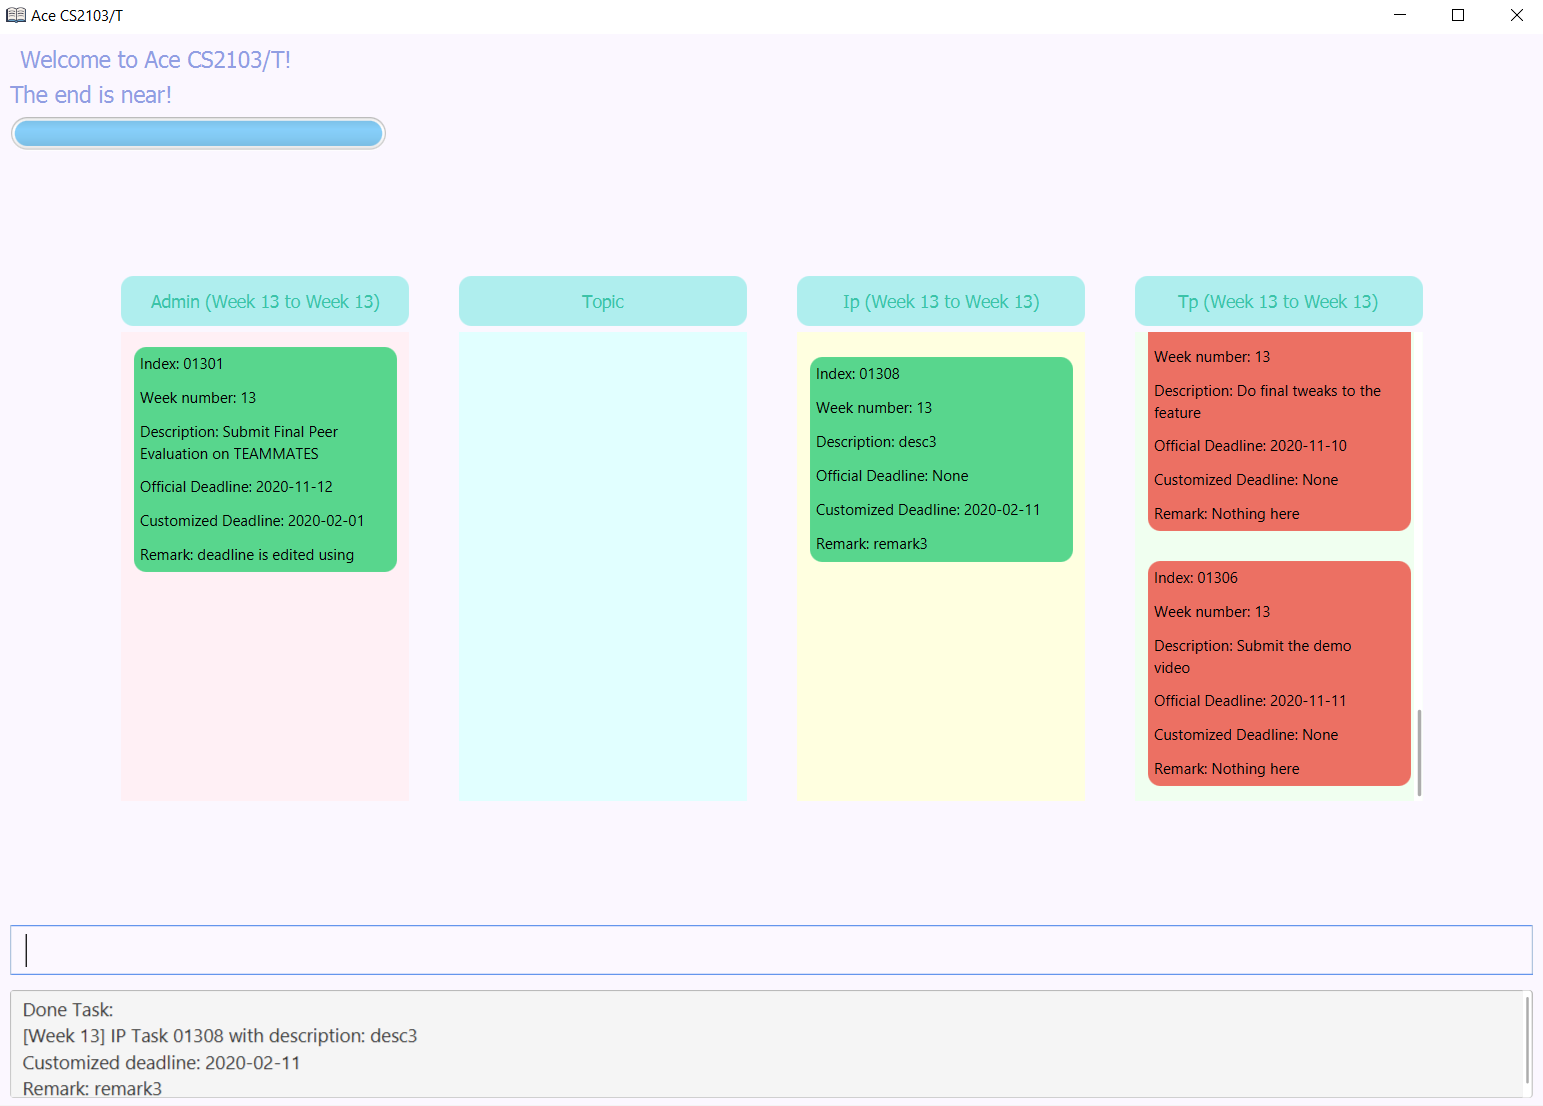 Ace CS2103/T
Welcome to Ace CS2103/T!
The end is near!
Admin (Week 13 to Week 13)
Index: 01301
Week number: 13
Description: Submit Final Peer
Evaluation on TEAMMATES
Official Deadline: 2020-11-12
Customized Deadline: 2020-02-01
Remark: deadline is edited using
Topic
Ip (Week 13 to Week 13)
Index: 01308
Week number: 13
Description: desc3
Official Deadline: None
Customized Deadline: 2020-02-11
Remark: remark3
Tp (Week 13 to Week 13)
Week number: 13
Description: Do final tweaks to the
feature
Official Deadline: 2020-11-10
Customized Deadline: None
Remark: Nothing here
Index: 01306
Week number: 13
Description: Submit the demo
video
Official Deadline: 2020-11-11
Customized Deadline: None
Remark: Nothing here
Done Task:
[Week 13] IP Task 01308 with description: desc3
Customized deadline: 2020-02-11
Remark: remark3